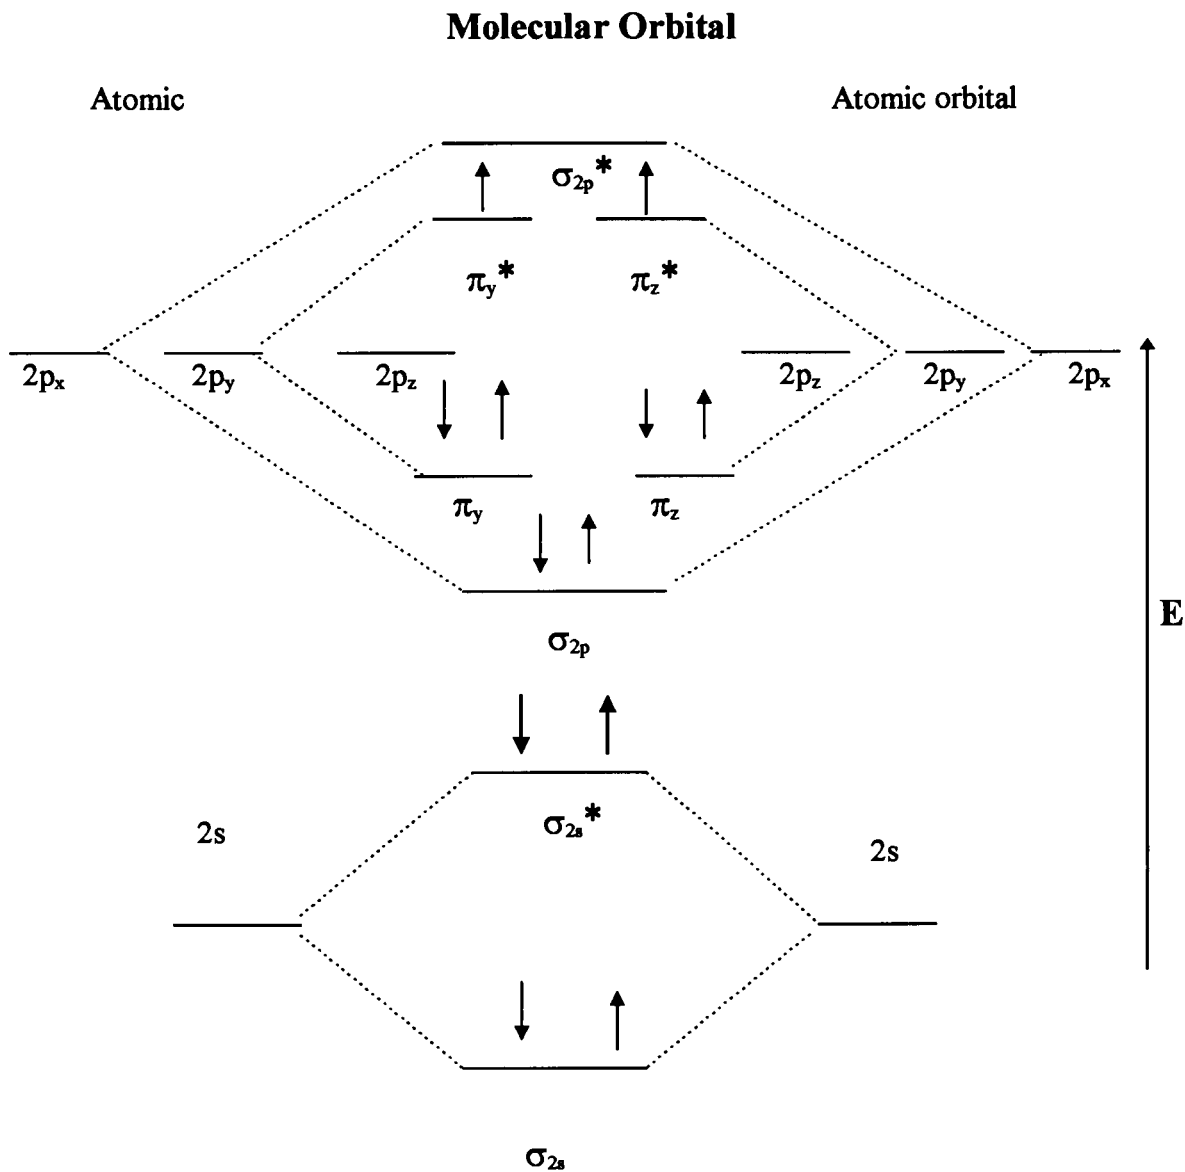 Molecular Orbital
Atomic
Atomic orbital
σ2p*
πy*
πz*
2px
2py
2pz
2pz
2py
2px
πy
πz
E
σ2p
σ2s*
2s
2s
σ2s